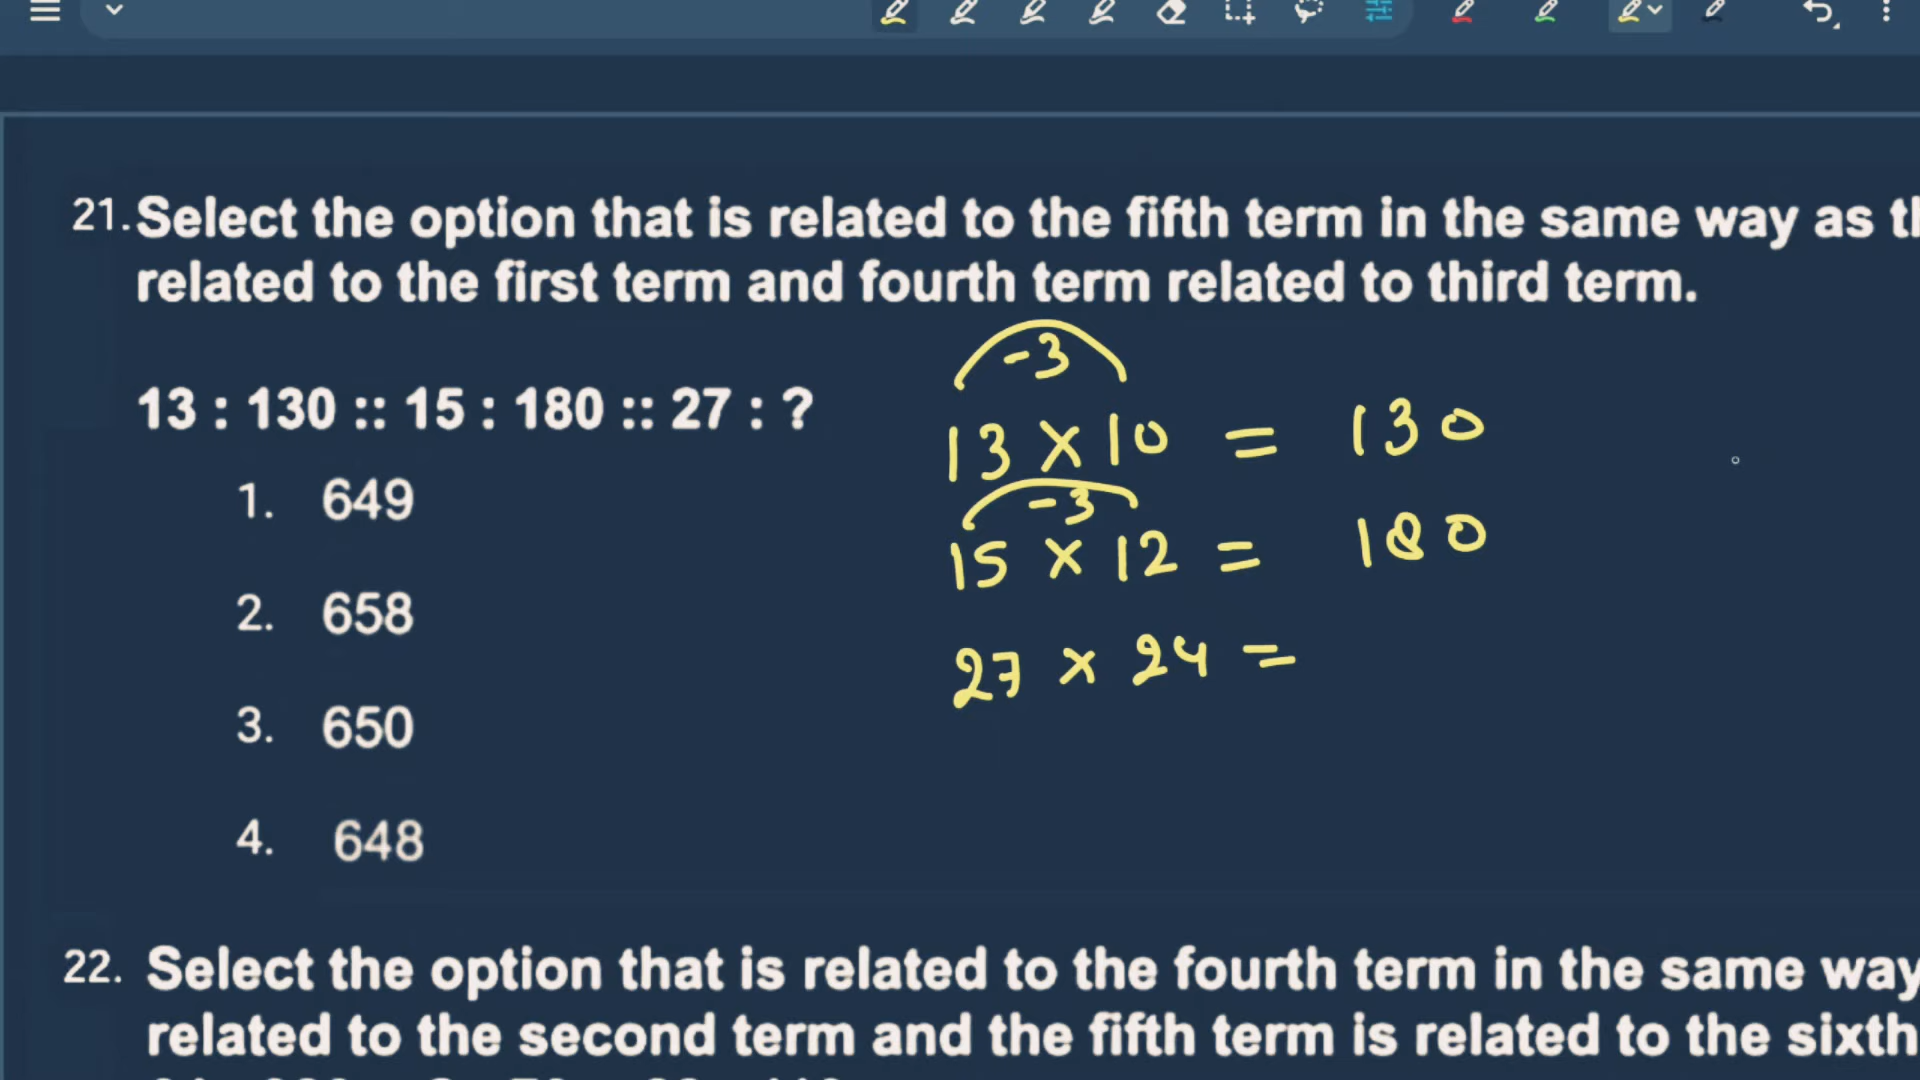 21. Select the option that is related to the fifth term in the same way as
related to the first term and fourth term related to third term.
-3
13 : 130 :: 15 : 180 :: 27 : ?
13 × 10 = 130
1. 649
-3
15 × 12 = 180
2. 658
27 × 24 =
3. 650
4. 648
22. Select the option that is related to the fourth term in the same way
related to the second term and the fifth term is related to the sixth